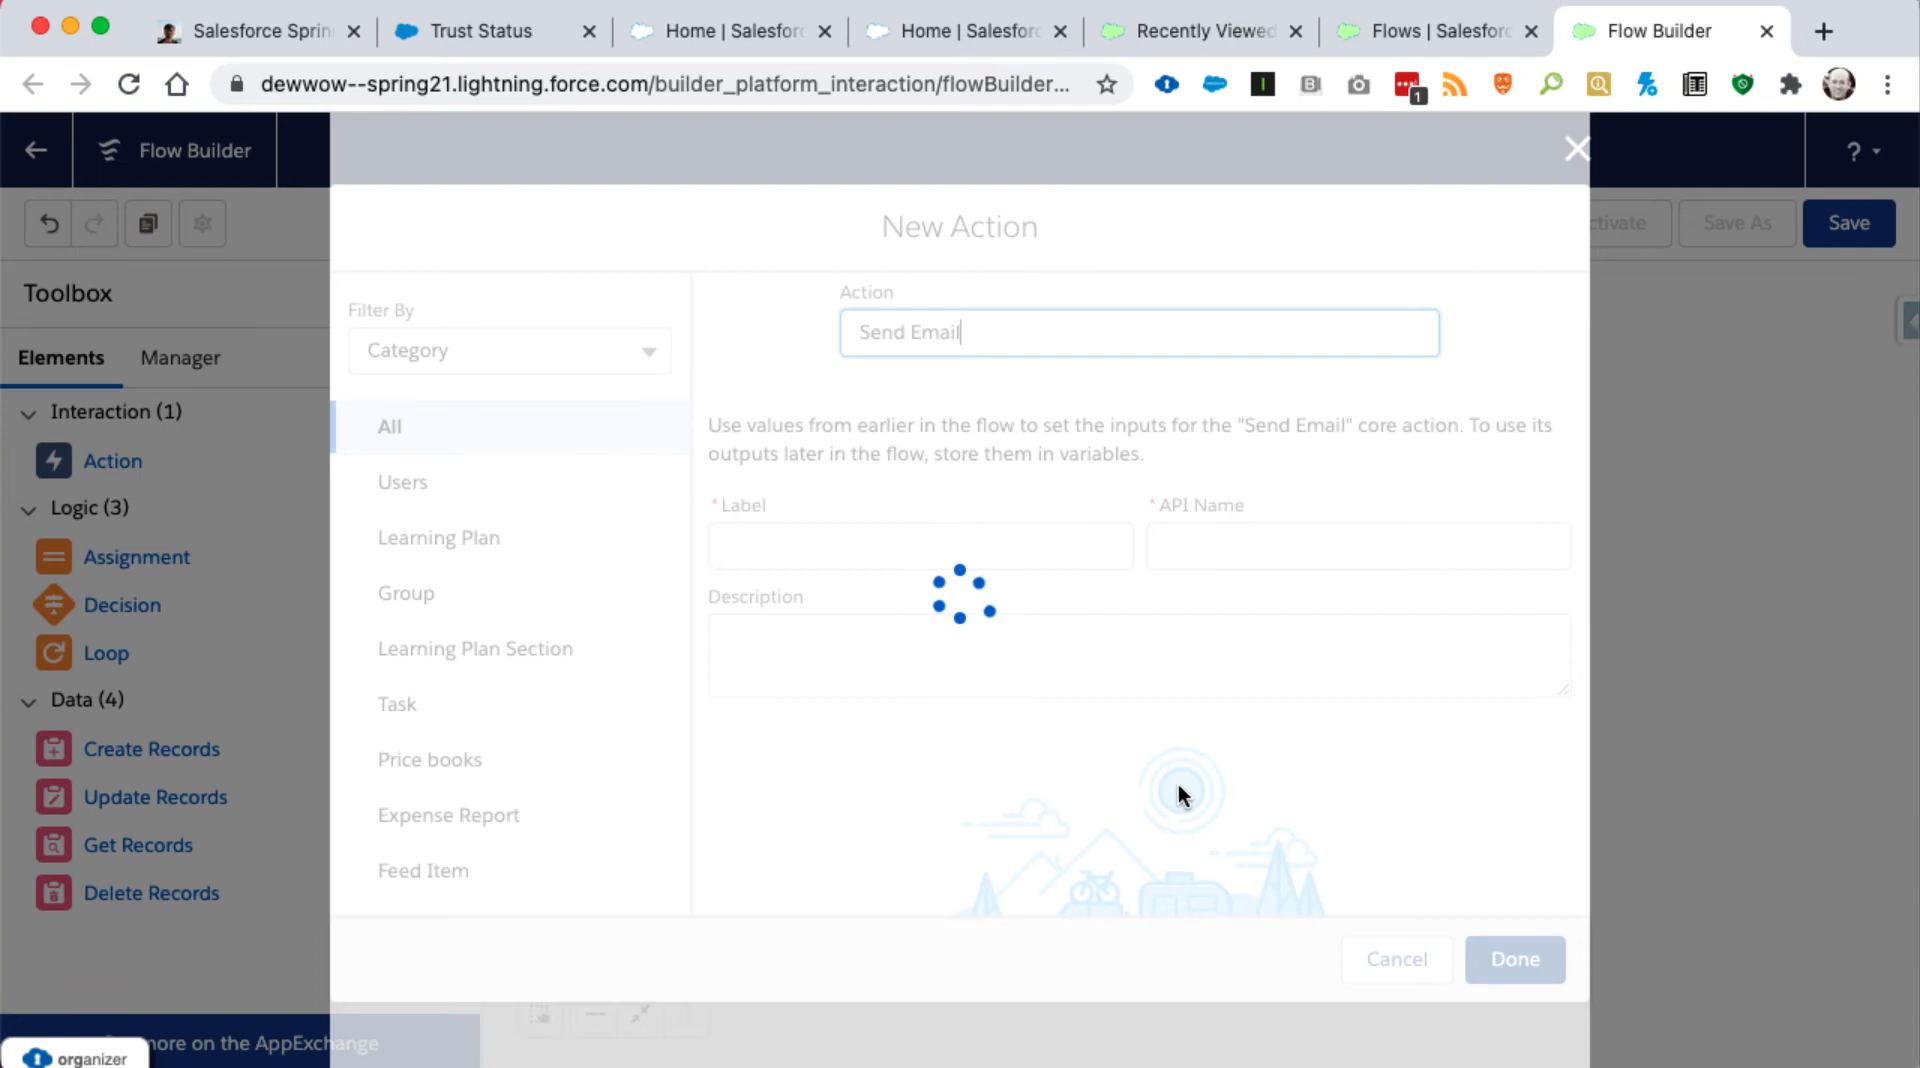 Salesforce Sprin
Trust Status
Home | Salesforc
Home | Salesforc
Recently Viewed
Flows | Salesforc
Flow Builder
dewwow--spring21.lightning.force.com/builder_platform_interaction/flowBuilder...
1
Flow Builder
?
ctivate
Save As
Save
Toolbox
Elements
Manager
Interaction (1)
Action
Logic (3)
Assignment
Decision
Loop
Data (4)
Create Records
Update Records
Get Records
Delete Records
more on the AppExchange
organizer
New Action
Filter By
Category
All
Users
Learning Plan
Group
Learning Plan Section
Task
Price books
Expense Report
Feed Item
Action
Send Email
Use values from earlier in the flow to set the inputs for the "Send Email" core action. To use its
outputs later in the flow, store them in variables.
* Label
* API Name
Description
Cancel
Done